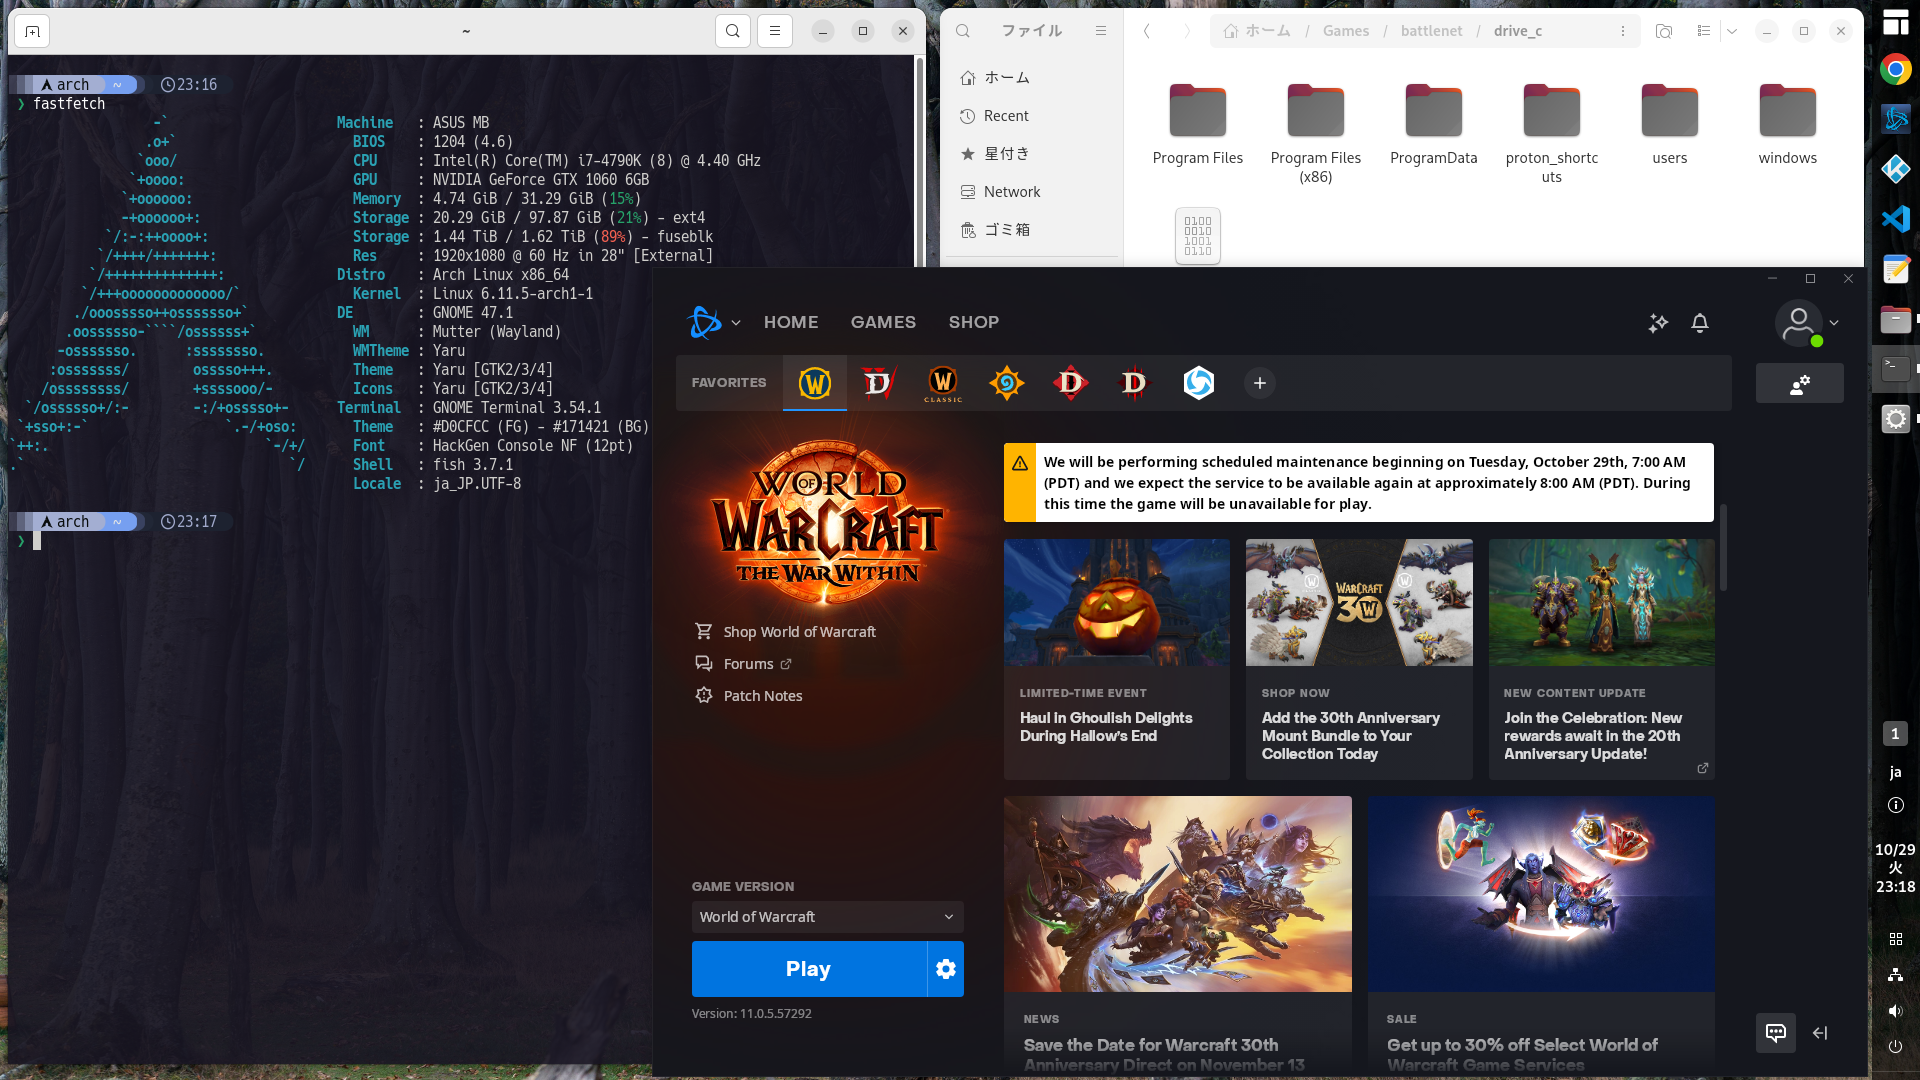 ~
arch ~ 23:16
❯ fastfetch
Machine : ASUS MB
BIOS : 1204 (4.6)
CPU : Intel(R) Core(TM) i7-4790K (8) @ 4.40 GHz
GPU : NVIDIA GeForce GTX 1060 6GB
Memory : 4.74 GiB / 31.29 GiB (15%)
Storage : 20.29 GiB / 97.87 GiB (21%) - ext4
Storage : 1.44 TiB / 1.62 TiB (89%) - fuseblk
Res : 1920x1080 @ 60 Hz in 28" [External]
Distro : Arch Linux x86_64
Kernel : Linux 6.11.5-arch1-1
DE : GNOME 47.1
WM : Mutter (Wayland)
WMTheme : Yaru
Theme : Yaru [GTK2/3/4]
Icons : Yaru [GTK2/3/4]
Terminal : GNOME Terminal 3.54.1
Theme : #D0CFCC (FG) - #171421 (BG)
Font : HackGen Console NF (12pt)
Shell : fish 3.7.1
Locale : ja_JP.UTF-8
arch ~ 23:17
❯
ファイル
ホーム / Games / battlenet / drive_c
ホーム
Recent
星付き
Network
ゴミ箱
Program Files
Program Files
(x86)
ProgramData
proton_shortc
uts
users
windows
0100
0010
1001
0110
HOME GAMES SHOP
FAVORITES
CLASSIC
WORLD
OF
WARCRAFT
THE WAR WITHIN
Shop World of Warcraft
Forums
Patch Notes
GAME VERSION
World of Warcraft
Play
Version: 11.0.5.57292
We will be performing scheduled maintenance beginning on Tuesday, October 29th, 7:00 AM
(PDT) and we expect the service to be available again at approximately 8:00 AM (PDT). During
this time the game will be unavailable for play.
LIMITED-TIME EVENT
Haul in Ghoulish Delights
During Hallow's End
WARCRAFT
30
SHOP NOW
Add the 30th Anniversary
Mount Bundle to Your
Collection Today
NEW CONTENT UPDATE
Join the Celebration: New
rewards await in the 20th
Anniversary Update!
NEWS
Save the Date for Warcraft 30th
Anniversary Direct on November 13
SALE
Get up to 30% off Select World of
Warcraft Game Services
1
ja
10/29
火
23:18